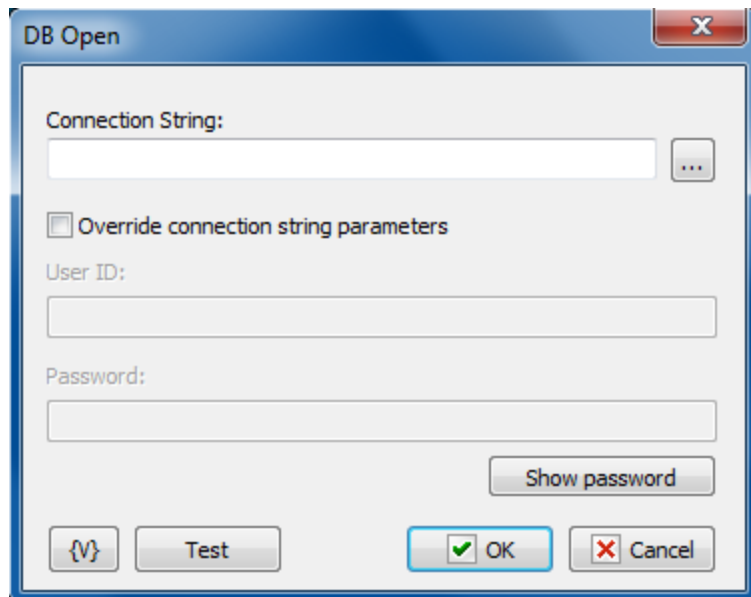 DB Open
x
Connection String:
...
Override connection string parameters
User ID:
Password:
Show password
{V} Test OK Cancel